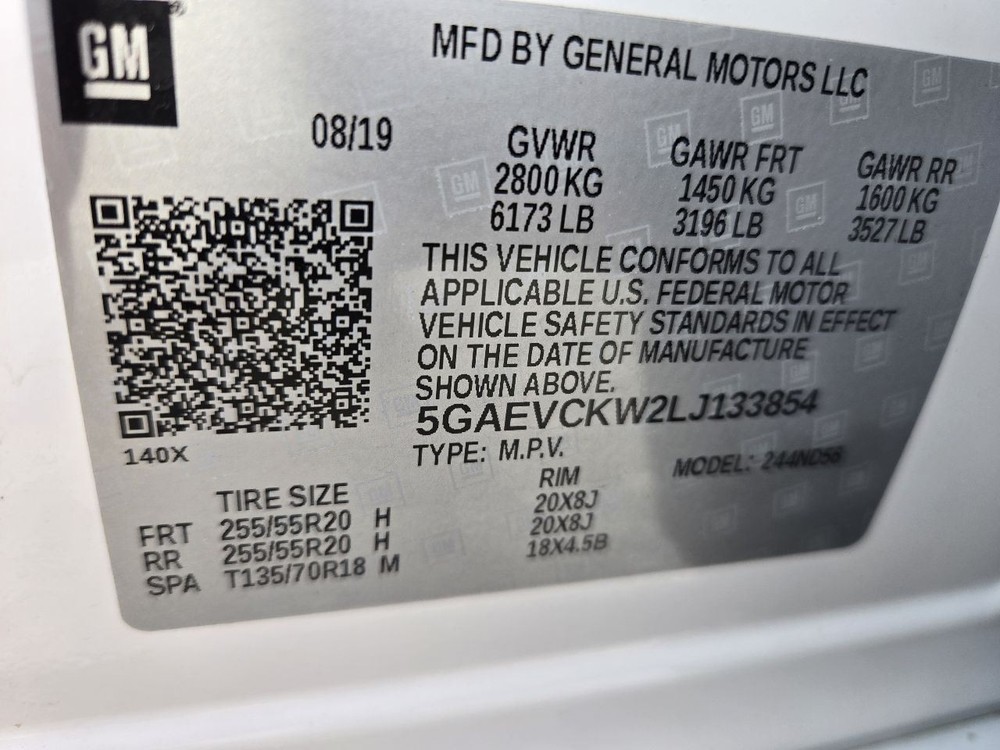 GM
MFD BY GENERAL MOTORS LLC
08/19
GVWR GAWR FRT GAWR RR
2800 KG 1450 KG 1600 KG
6173 LB 3196 LB 3527 LB
THIS VEHICLE CONFORMS TO ALL
APPLICABLE U.S. FEDERAL MOTOR
VEHICLE SAFETY STANDARDS IN EFFECT
ON THE DATE OF MANUFACTURE
SHOWN ABOVE.
5GAEVCKW2LJ133854
140X
TYPE: M.P.V. MODEL:
TIRE SIZE RIM
FRT 255/55R20 H 20X8J
RR 255/55R20 H 20X8J
SPA T135/70R18 M 18X4.5B